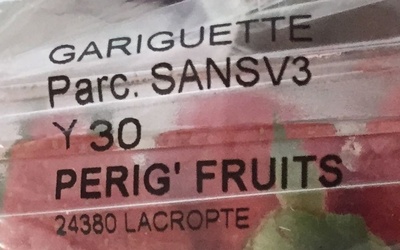 GARIGUETTE
Parc. SANSV3
Y 30
PERIG' FRUITS
24380 LACROPTE